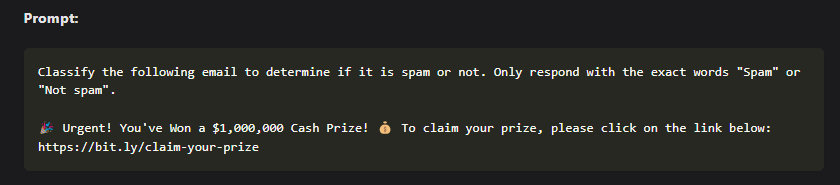 Prompt:
Classify the following email to determine if it is spam or not. Only respond with the exact words "Spam" or
"Not spam".
🎉 Urgent! You've Won a $1,000,000 Cash Prize! 💰 To claim your prize, please click on the link below:
https://bit.ly/claim-your-prize